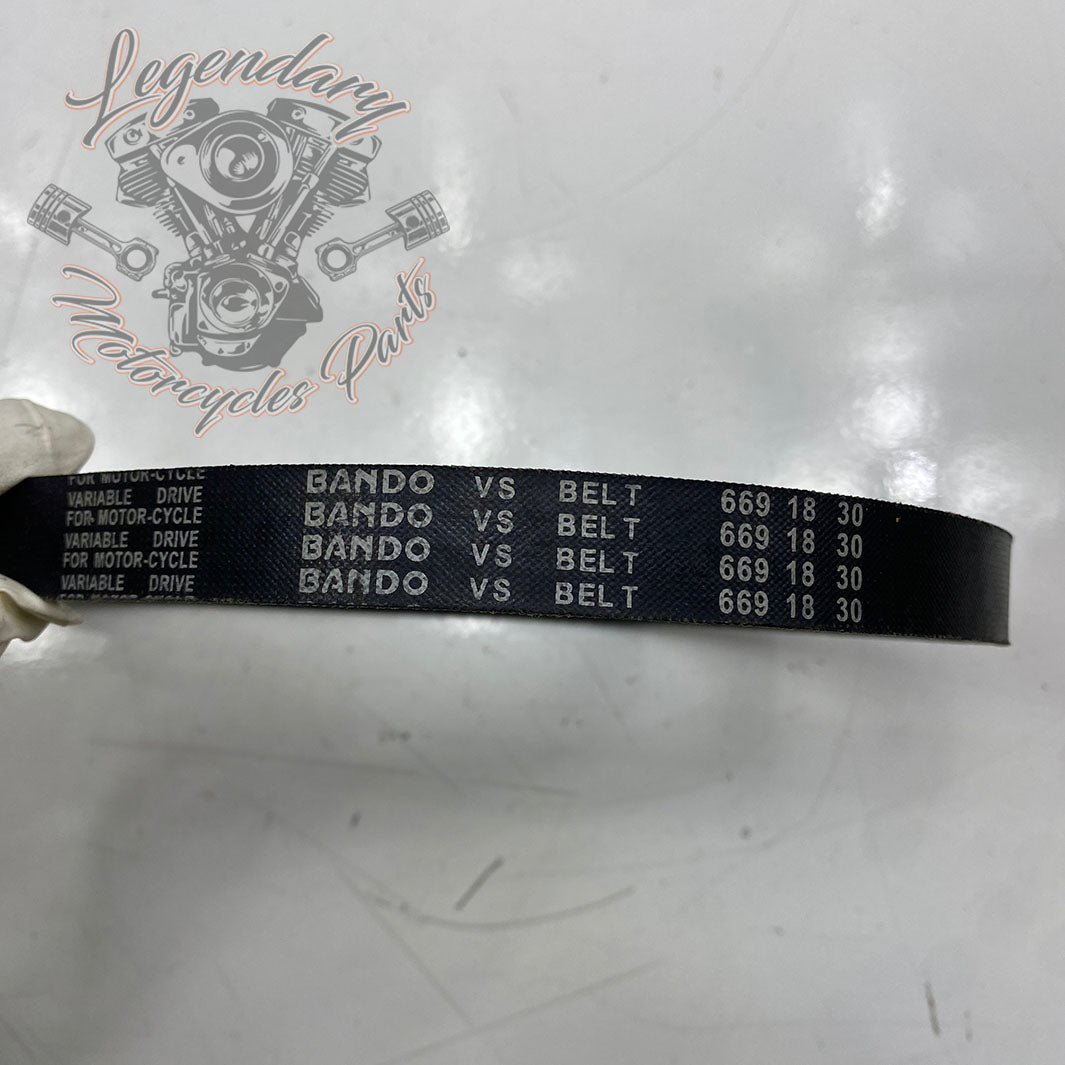 Legendary
Motorcycles Parts
FOR MOTOR-CYCLE BANDO VS BELT 669 18 30
VARIABLE DRIVE
FOR MOTOR-CYCLE BANDO VS BELT 669 18 30
VARIABLE DRIVE
FOR MOTOR-CYCLE BANDO VS BELT 669 18 30
VARIABLE DRIVE BANDO VS BELT 669 18 30
FOR